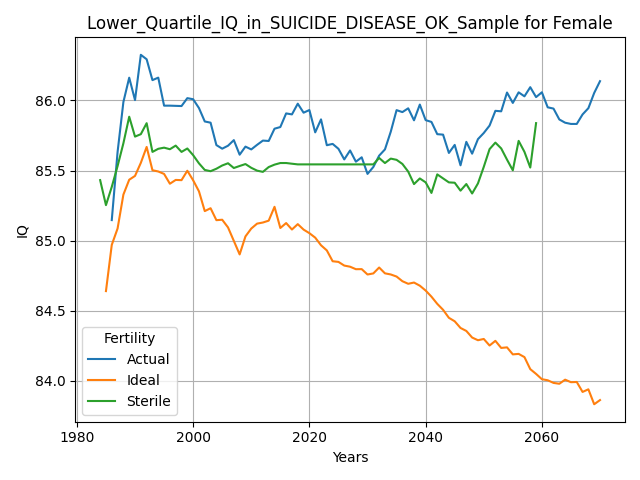 Lower_Quartile_IQ_in_SUICIDE_DISEASE_OK_Sample for Female
86.0
85.5
85.0
84.5
84.0
IQ
Fertility
Actual
Ideal
Sterile
1980
2000
2020
2040
2060
Years